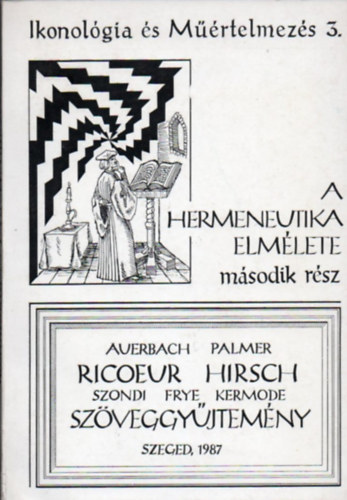 Ikonológia és Műértelmezés 3.
A
HERMENEUTIKA
ELMÉLETE
második rész
AUERBACH PALMER
RICOEUR HIRSCH
SZONDI FRYE KERMODE
SZÖVEGGYŰJTEMÉNY
SZEGED, 1987